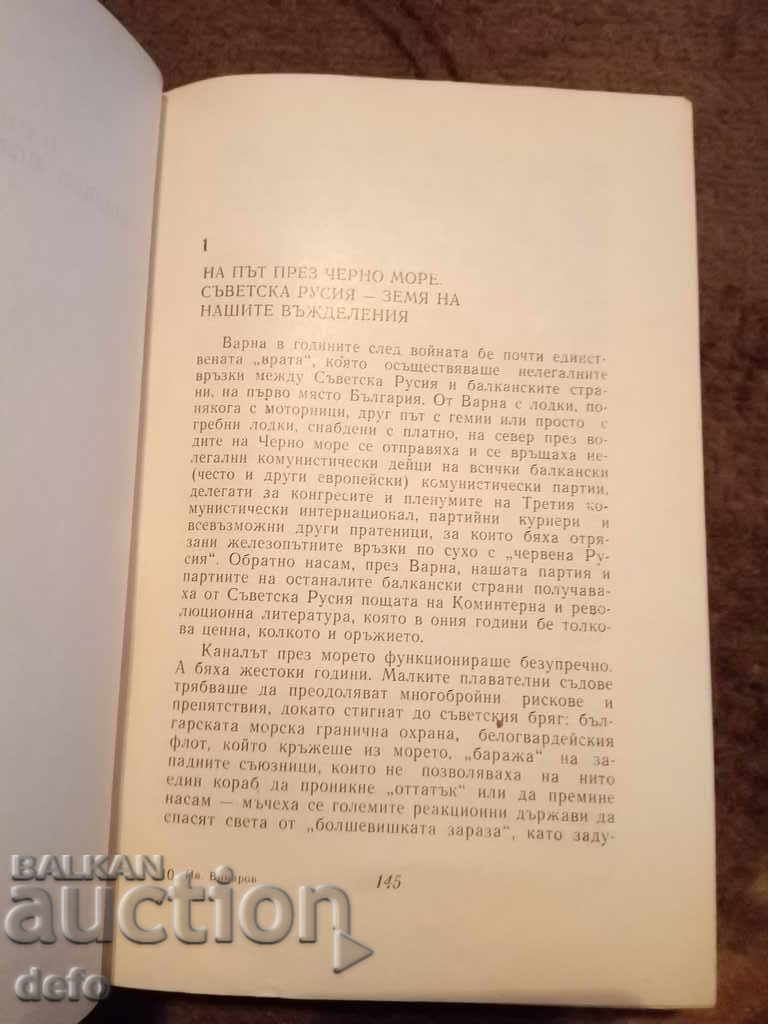 1
НА ПЪТ ПРЕЗ ЧЕРНО МОРЕ.
СЪВЕТСКА РУСИЯ — ЗЕМЯ НА
НАШИТЕ ВЪЖДЕЛЕНИЯ
Варна в годините след войната бе почти единст-
вената „врата“, която осъществяваше нелегалните
връзки между Съветска Русия и балканските стра-
ни, на първо място България. От Варна с лодки, по-
някога с моторници, друг път с гемии или просто с
гребни лодки, снабдени с платно, на север през во-
дите на Черно море се отправяха и се връщаха не-
легални комунистически дейци на всички балкански
(често и други европейски) комунистически партии,
делегати за конгресите и пленумите на Третия ко-
мунистически интернационал, партийни куриери и
всевъзможни други пратеници, за които бяха отря-
зани железопътните връзки по сухо с „червена Ру-
сия“. Обратно насам, през Варна, нашата партия и
партиите на останалите балкански страни получава-
ха от Съветска Русия пощата на Коминтерна и рево-
люционна литература, която в ония години бе толко-
ва ценна, колкото и оръжието.
Каналът през морето функционираше безупречно.
А бяха жестоки години. Малките плавателни съдове
трябваше да преодоляват многобройни рискове и
препятствия, докато стигнат до съветския бряг: бъл-
гарската морска гранична охрана, белогвардейския
флот, който кръжеше из морето, „баража“ на за-
падните съюзници, които не позволяваха на нито
един кораб да проникне „оттатък“ или да премине
насам — мъчеха се големите реакционни държави да
спасят света от „болшевишката зараза“, като заду-
10 Ив. Винаров
145
BALKAN
auction
defo